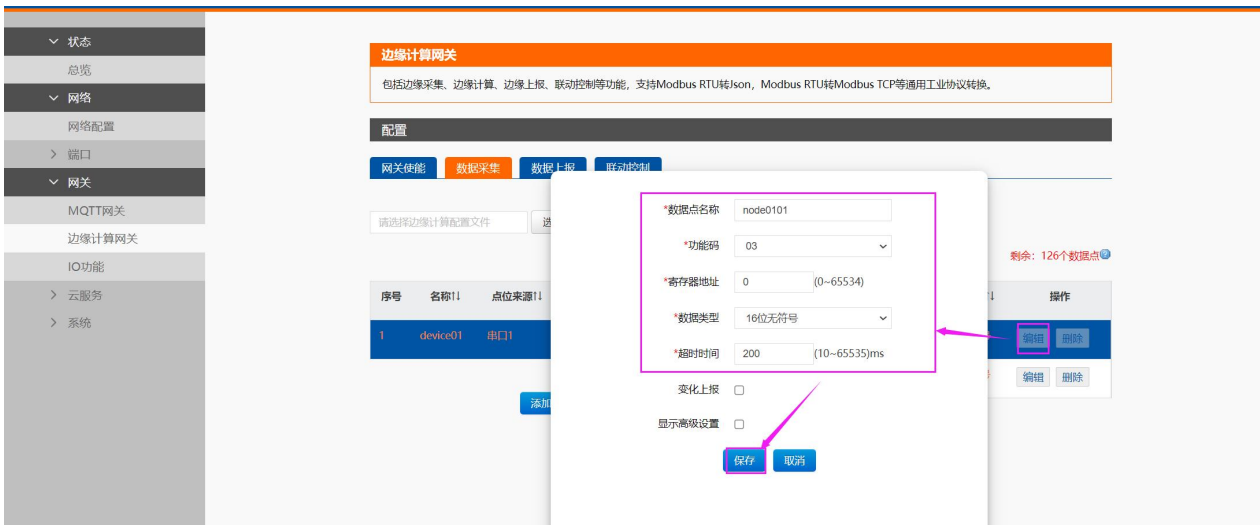 状态
总览
网络
网络配置
端口
网关
MQTT网关
边缘计算网关
IO功能
云服务
系统
边缘计算网关
包括边缘采集、边缘计算、边缘上报、联动控制等功能，支持Modbus RTU转Json，Modbus RTU转Modbus TCP等通用工业协议转换。
配置
网关使能 数据采集 数据上报 联动控制
请选择边缘计算配置文件 选
剩余：126个数据点
序号 名称↑↓ 点位来源↑↓ 操作
1 device01 串口1 编辑 删除
编辑 删除
添加
*数据点名称 node0101
*功能码 03
*寄存器地址 0 (0~65534)
*数据类型 16位无符号
*超时时间 200 (10~65535)ms
变化上报
显示高级设置
保存 取消